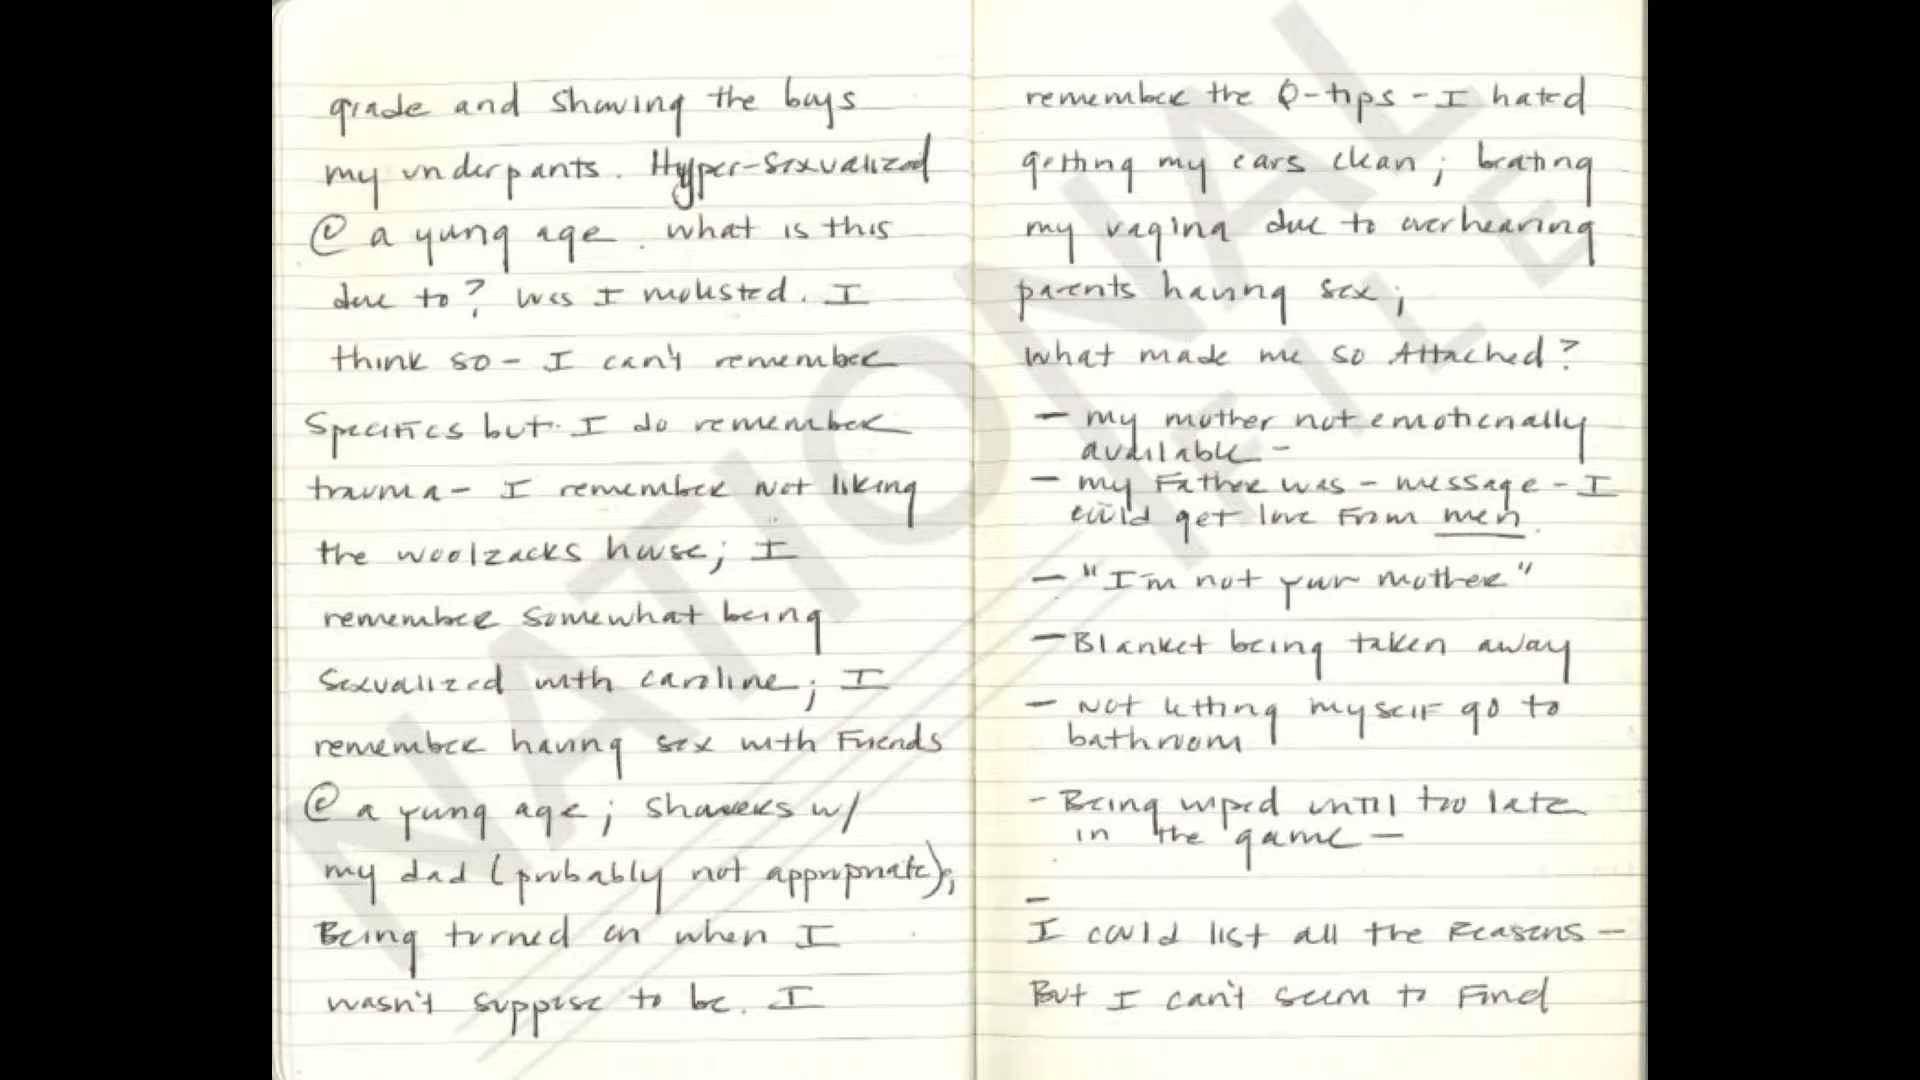 grade and showing the boys
my underpants. Hyper-sexualized
@ a yung age. what is this
due to? Was I molested. I
think so - I can't remember
specifics but I do remember
trauma - I remember not liking
the woolzacks house; I
remember somewhat being
sexualized with caroline; I
remember having sex with Friends
@ a yung age; showers w/
my dad (probably not appropriate);
Being turned on when I
wasn't suppose to be. I
remember the Q-tips - I hated
getting my ears clean;
my vagina due to overhearing
parents having sex;
what made me so Attached?
- my mother not emotionally
available -
- my Father was - message - I
could get love From men.
- "I'm not your mother"
- Blanket being taken away
- Not letting myself go to
bathroom
- Being wiped until too late
in the game -
-
I could list all the Reasons -
But I can't seem to Find
NATIONAL
FILE